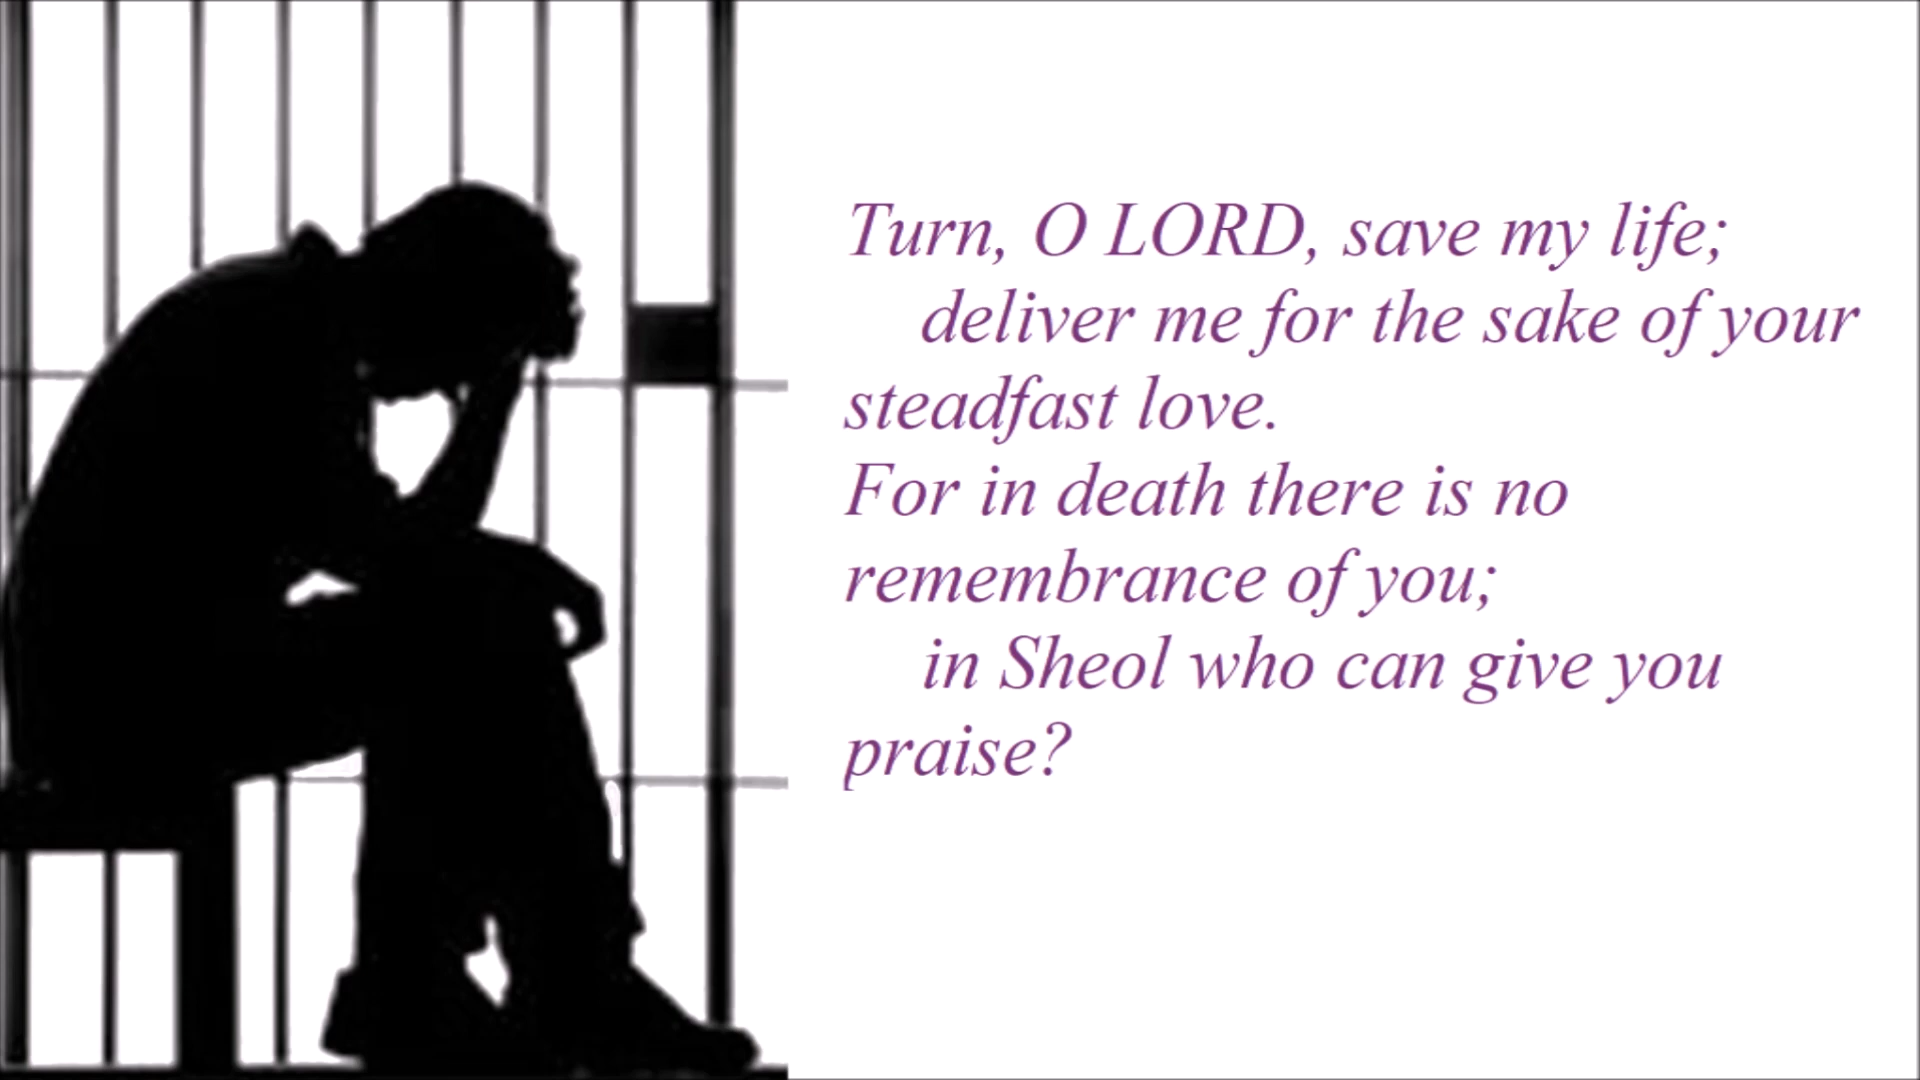 Turn, O LORD, save my life;
deliver me for the sake of your
steadfast love.
For in death there is no
remembrance of you;
in Sheol who can give you
praise?